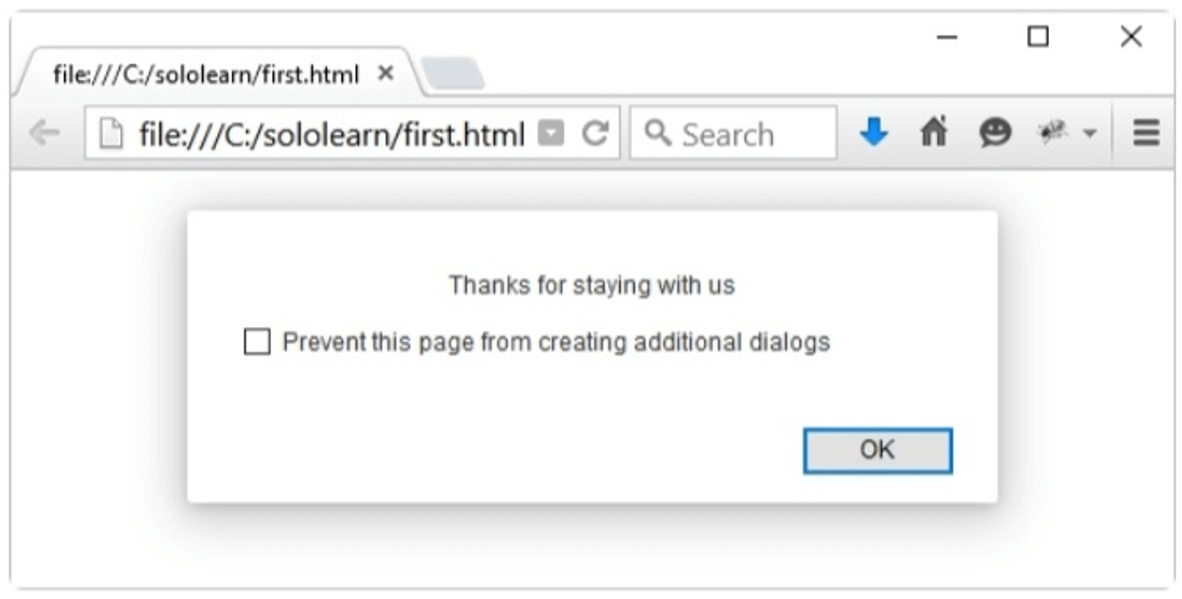 file:///C:/sololearn/first.html
file:///C:/sololearn/first.html Search
Thanks for staying with us
Prevent this page from creating additional dialogs
OK